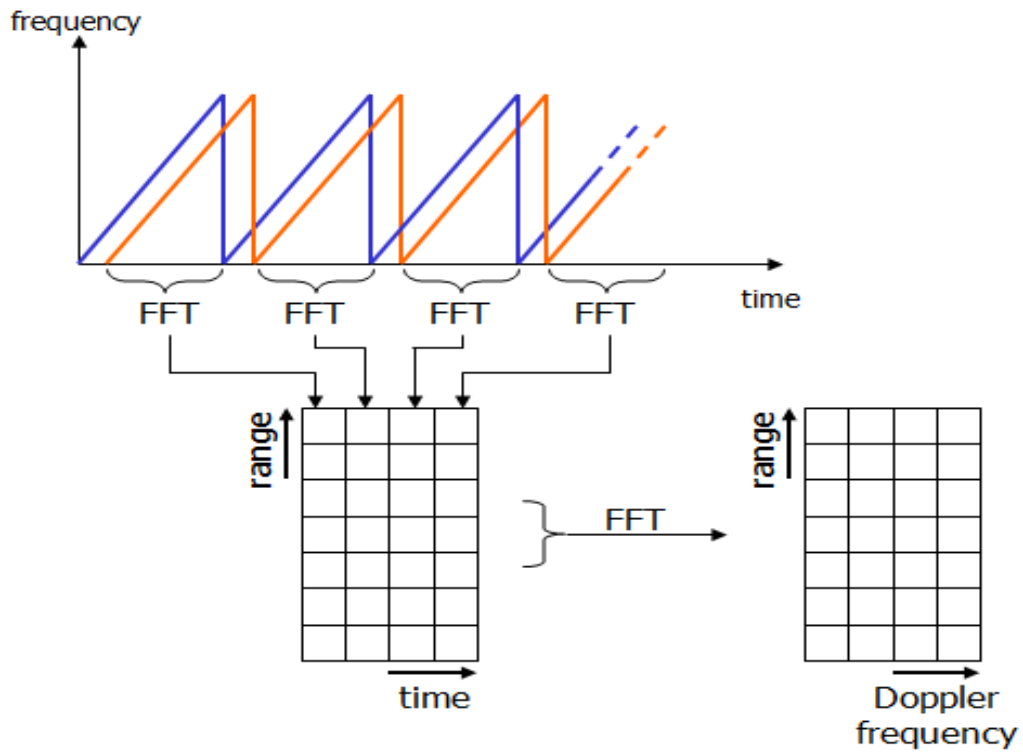 frequency
time
FFT FFT FFT FFT
range
range
FFT
time
Doppler
frequency